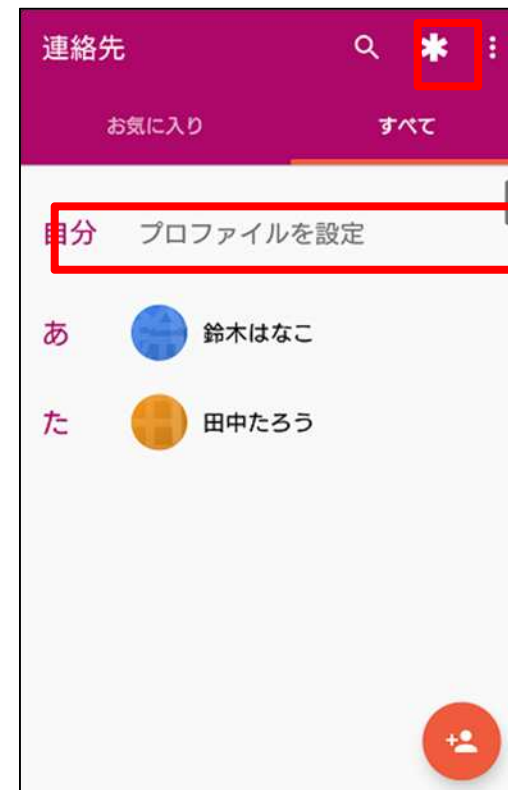 連絡先
お気に入り すべて
自分 プロファイルを設定
あ 鈴木はなこ
た 田中たろう